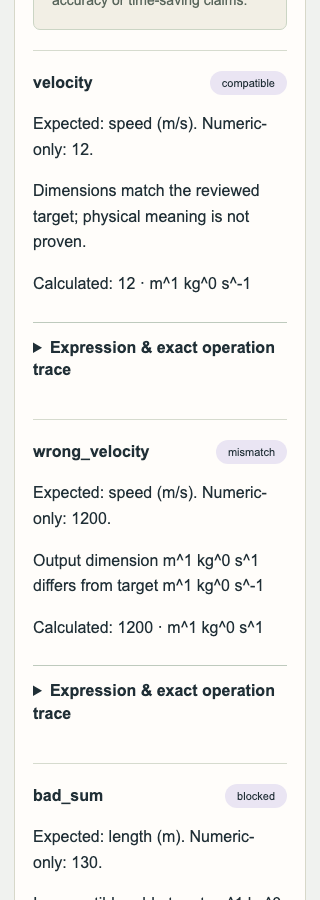 accuracy or time-saving claims.
velocity
compatible
Expected: speed (m/s). Numeric-
only: 12.
Dimensions match the reviewed
target; physical meaning is not
proven.
Calculated: 12 · m^1 kg^0 s^-1
▶ Expression & exact operation
trace
wrong_velocity
mismatch
Expected: speed (m/s). Numeric-
only: 1200.
Output dimension m^1 kg^0 s^1
differs from target m^1 kg^0 s^-1
Calculated: 1200 · m^1 kg^0 s^1
▶ Expression & exact operation
trace
bad_sum
blocked
Expected: length (m). Numeric-
only: 130.